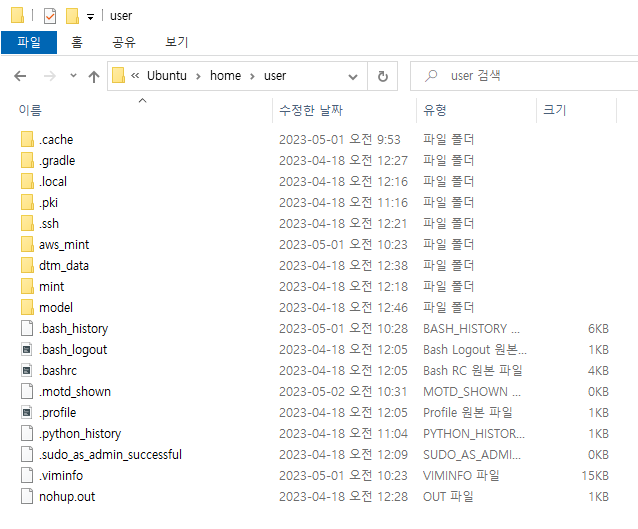 user
파일 홈 공유 보기
Ubuntu home user user 검색
이름 수정한 날짜 유형 크기
.cache 2023-05-01 오전 9:53 파일 폴더
.gradle 2023-04-18 오전 12:27 파일 폴더
.local 2023-04-18 오전 12:16 파일 폴더
.pki 2023-04-18 오전 11:16 파일 폴더
.ssh 2023-04-18 오전 12:21 파일 폴더
aws_mint 2023-05-01 오전 10:23 파일 폴더
dtm_data 2023-04-18 오전 12:38 파일 폴더
mint 2023-04-18 오전 12:18 파일 폴더
model 2023-04-18 오전 12:46 파일 폴더
.bash_history 2023-05-01 오전 10:28 BASH_HISTORY ... 6KB
.bash_logout 2023-04-18 오전 12:05 Bash Logout 원본... 1KB
.bashrc 2023-04-18 오전 12:05 Bash RC 원본 파일 4KB
.motd_shown 2023-05-02 오전 10:31 MOTD_SHOWN ... 0KB
.profile 2023-04-18 오전 12:05 Profile 원본 파일 1KB
.python_history 2023-04-18 오전 11:04 PYTHON_HISTOR... 1KB
.sudo_as_admin_successful 2023-04-18 오전 12:09 SUDO_AS_ADMI... 0KB
.viminfo 2023-05-01 오전 10:23 VIMINFO 파일 15KB
nohup.out 2023-04-18 오전 12:28 OUT 파일 1KB